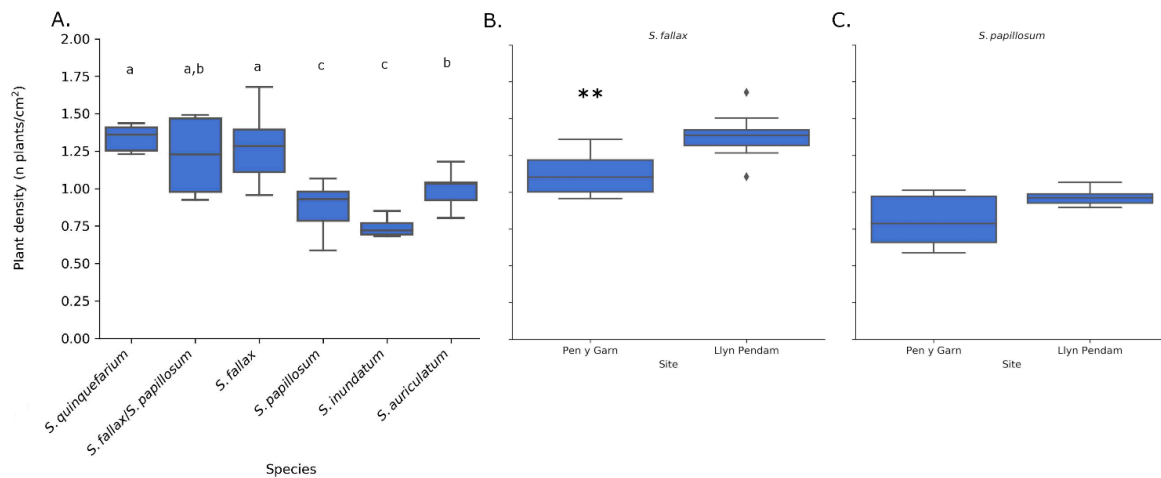 A.
B.
C.
S. fallax
S. papillosum
2.00
1.75
1.50
1.25
1.00
0.75
0.50
0.25
0.00
Plant density (n plants/cm²)
a
a,b
a
c
c
b
**
S. quinquefarium
S. fallax/S. papillosum
S. fallax
S. papillosum
S. inundatum
S. auriculatum
Species
Pen y Garn
Llyn Pendam
Site
Pen y Garn
Llyn Pendam
Site